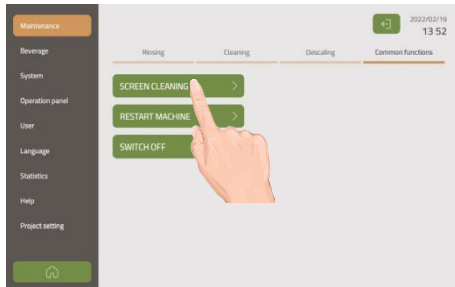 Maintenance
2022/02/19
13 52
Beverage
Rinsing
Cleaning
Descaling
Common functions
System
SCREEN CLEANING
Operation panel
RESTART MACHINE
User
SWITCH OFF
Language
Statistics
Help
Project setting